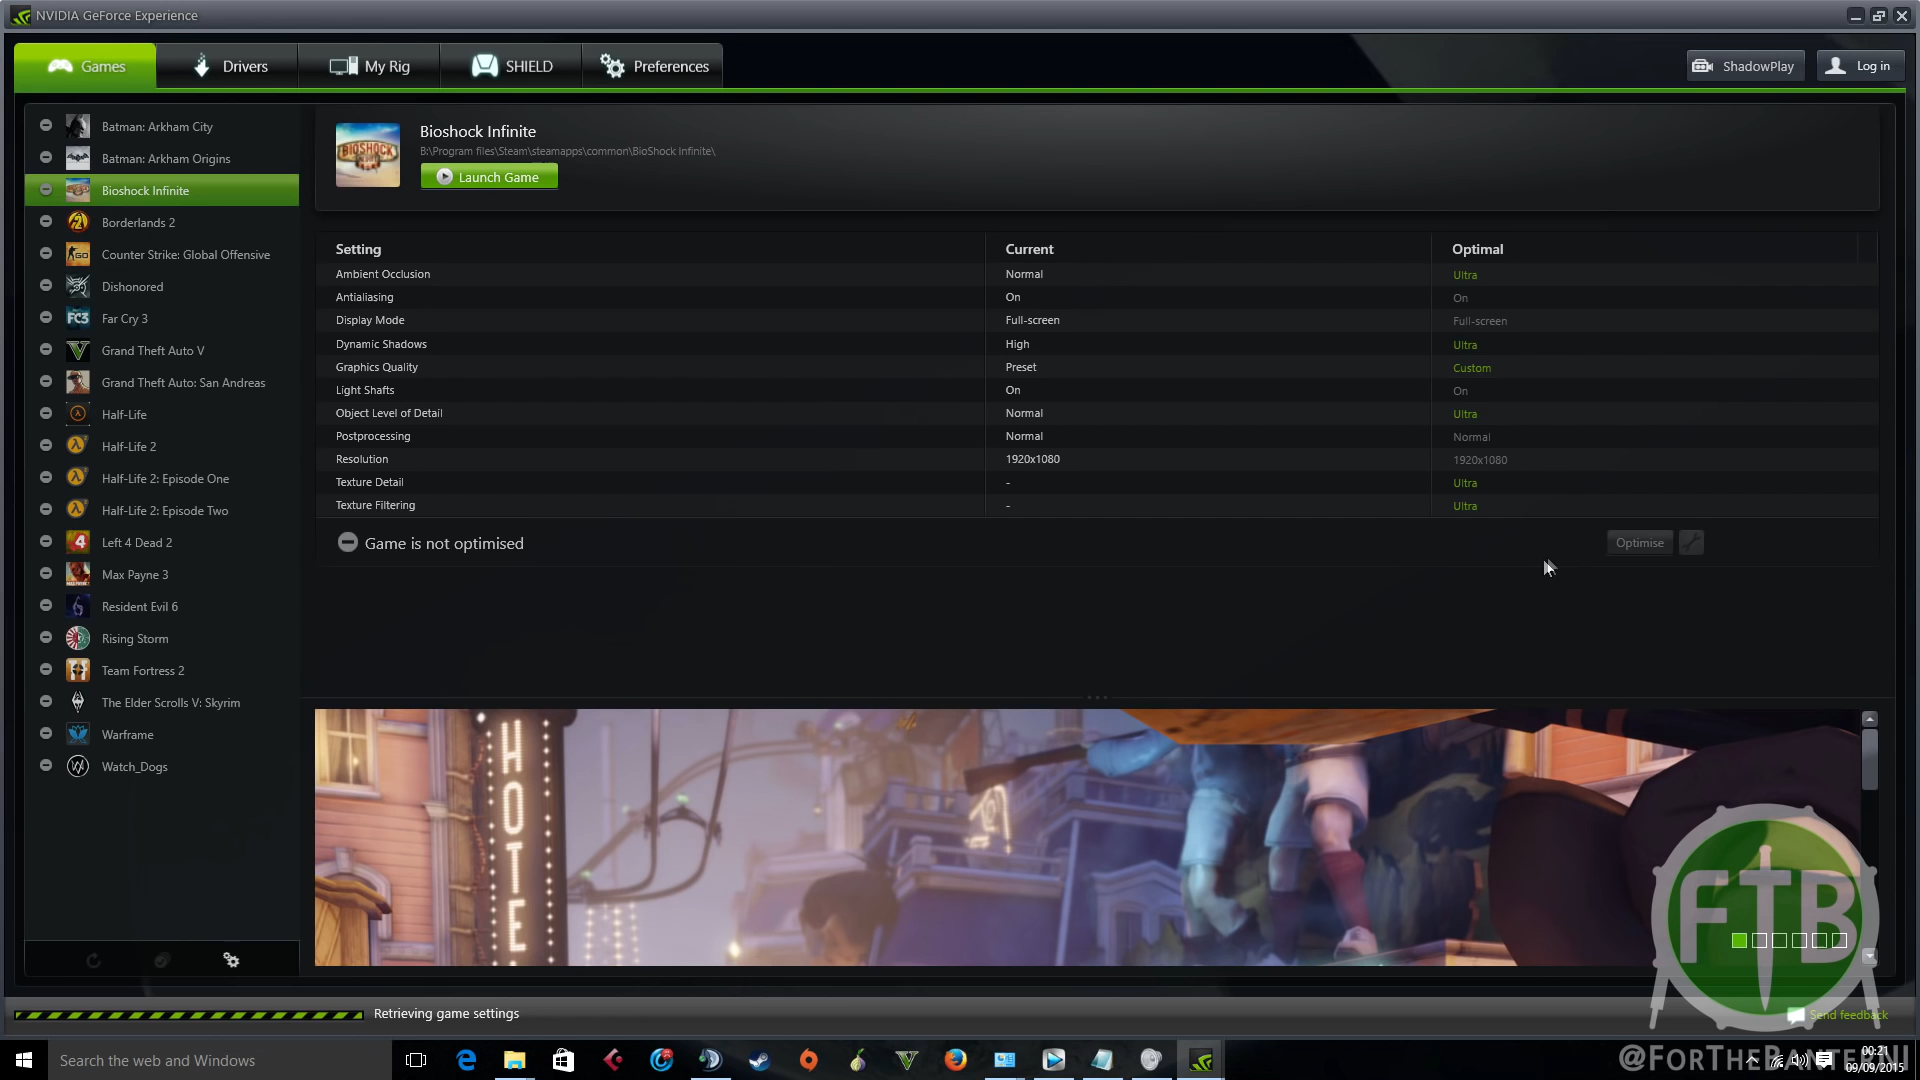 NVIDIA GeForce Experience
Games
Drivers
My Rig
SHIELD
Preferences
ShadowPlay
Log in
Batman: Arkham City
Batman: Arkham Origins
Bioshock Infinite
Borderlands 2
Counter Strike: Global Offensive
Dishonored
Far Cry 3
Grand Theft Auto V
Grand Theft Auto: San Andreas
Half-Life
Half-Life 2
Half-Life 2: Episode One
Half-Life 2: Episode Two
Left 4 Dead 2
Max Payne 3
Resident Evil 6
Rising Storm
Team Fortress 2
The Elder Scrolls V: Skyrim
Warframe
Watch_Dogs
BIOSHOCK
Bioshock Infinite
B:\Program files\Steam\steamapps\common\BioShock Infinite\
Launch Game
Setting Current Optimal
Ambient Occlusion Normal Ultra
Antialiasing On On
Display Mode Full-screen Full-screen
Dynamic Shadows High Ultra
Graphics Quality Preset Custom
Light Shafts On On
Object Level of Detail Normal Ultra
Postprocessing Normal Normal
Resolution 1920x1080 1920x1080
Texture Detail - Ultra
Texture Filtering - Ultra
Game is not optimised
Optimise
HOTE
FTB
Retrieving game settings
Send feedback
Search the web and Windows
@FORTHEBANTERNI
00:21
09/09/2015